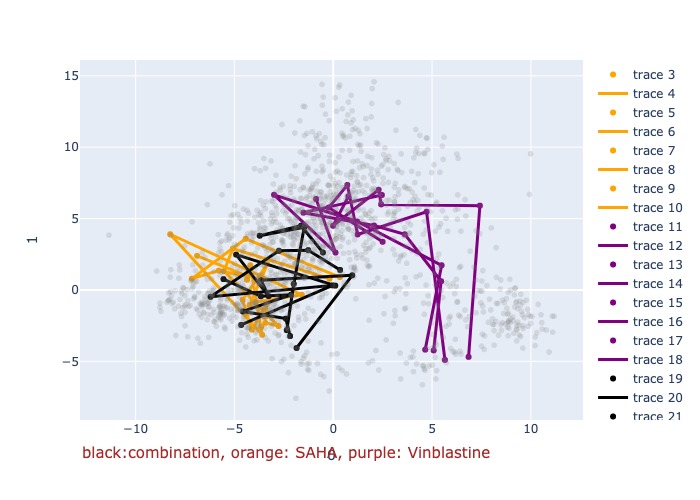 15
10
5
0
−5
1
−10
−5
0
5
10
0
black:combination, orange: SAHA, purple: Vinblastine
trace 3
trace 4
trace 5
trace 6
trace 7
trace 8
trace 9
trace 10
trace 11
trace 12
trace 13
trace 14
trace 15
trace 16
trace 17
trace 18
trace 19
trace 20
trace 21